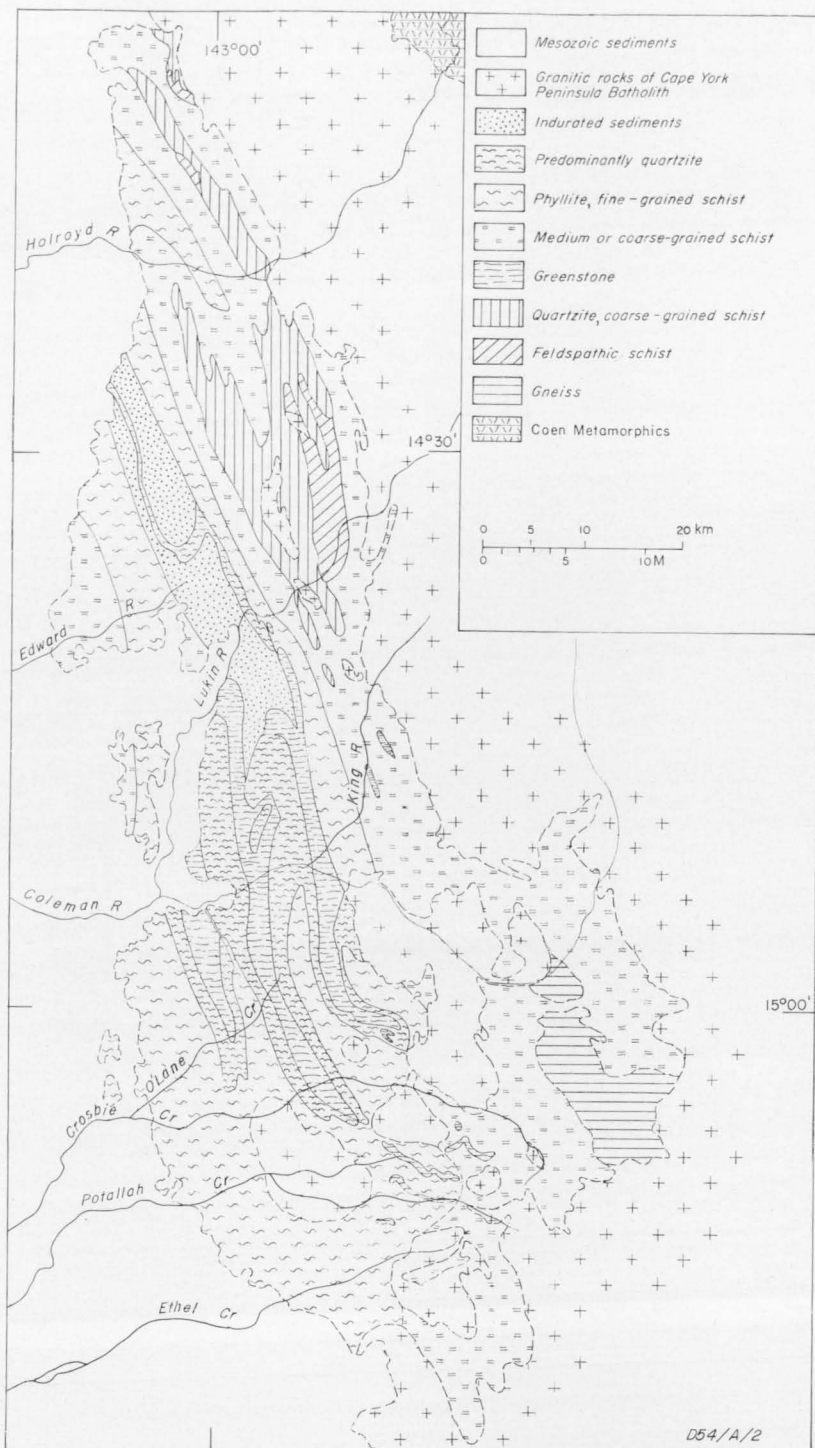 143°00'
Mesozoic sediments
Granitic rocks of Cape York
Peninsula Batholith
Indurated sediments
Predominantly quartzite
Phyllite, fine-grained schist
Medium or coarse-grained schist
Greenstone
Quartzite, coarse-grained schist
Feldspathic schist
Gneiss
Coen Metamorphics
0 5 10 20 km
0 5 10M
Holroyd R
14°30'
Edward R
Lukin R
King R
Coleman R
15°00'
O'Lane Cr
Crosbie Cr
Potallah Cr
Ethel Cr
D54/A/2